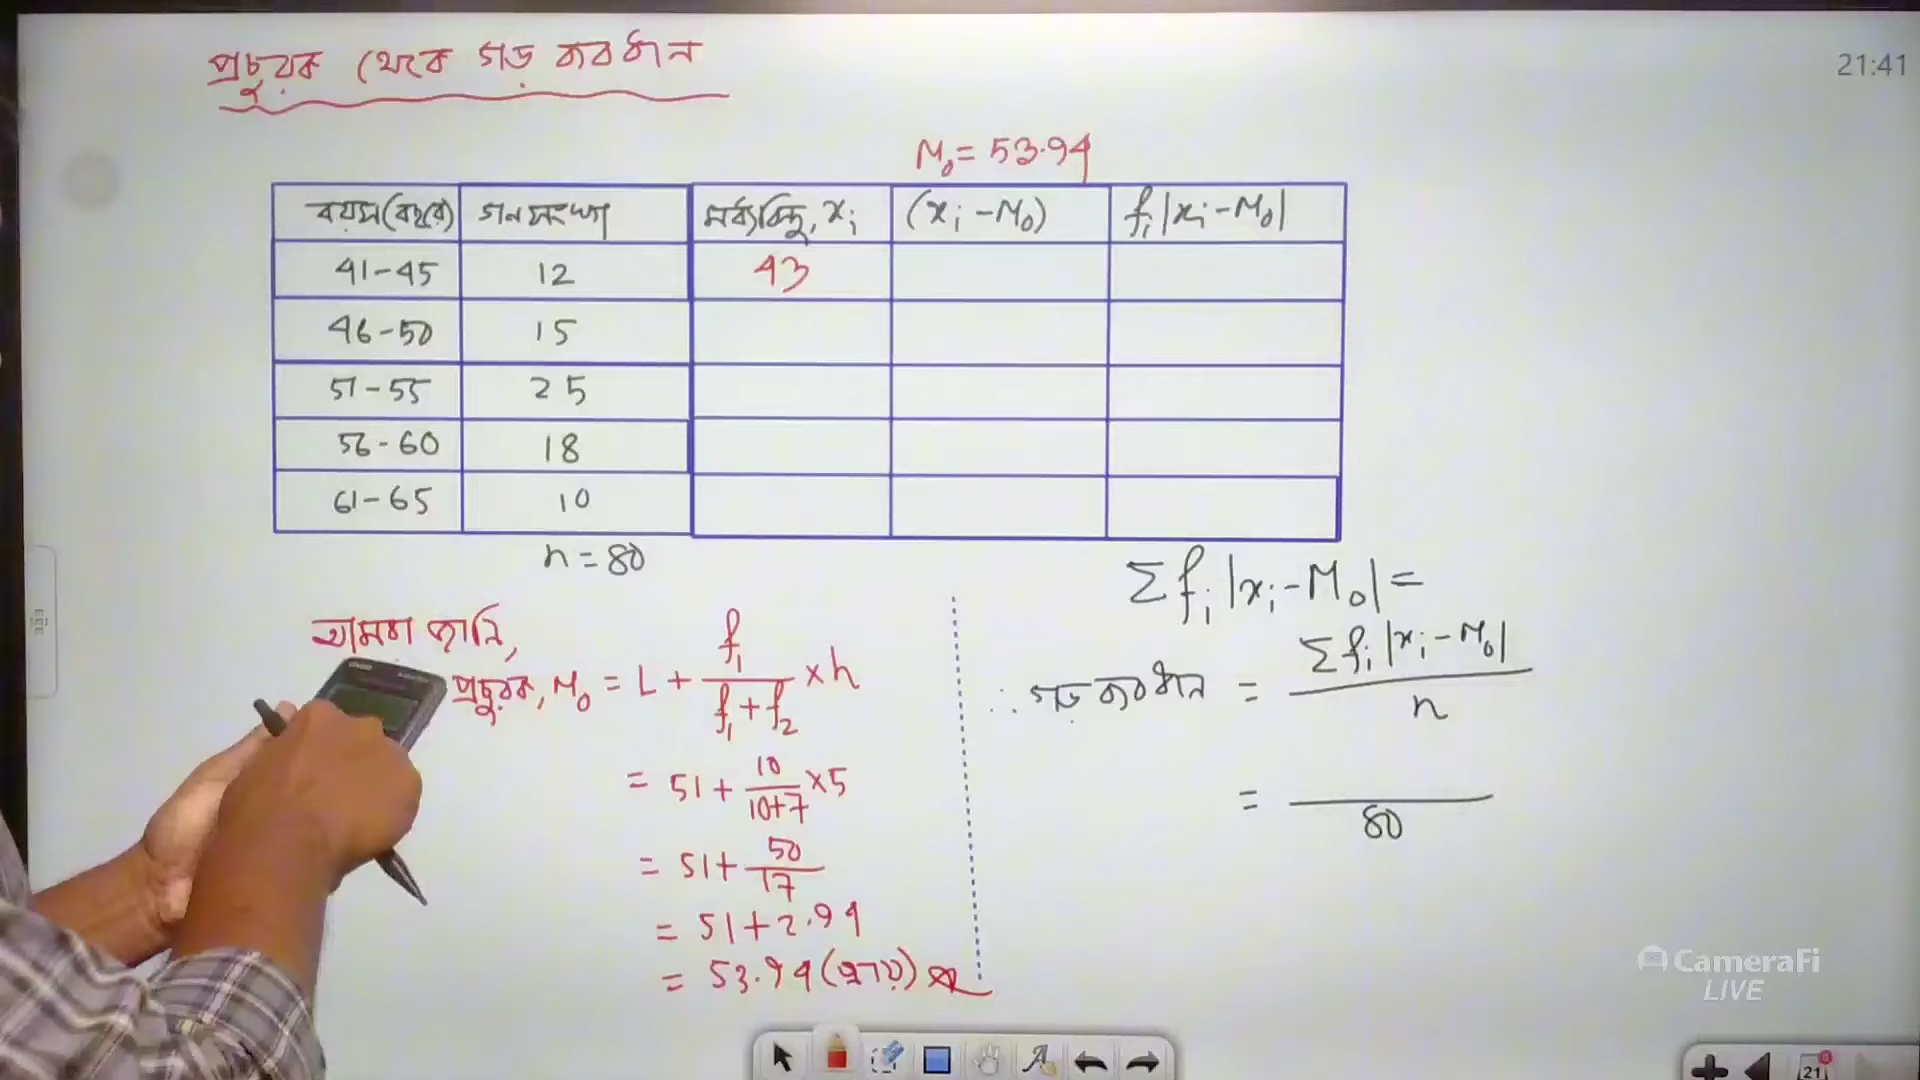 প্রচুরক থেকে গড় ব্যবধান
21:41
M₀ = 53.94
বয়স(বছরে) জনসংখ্যা মধ্যবিন্দু, xᵢ (xᵢ - M₀) fᵢ|xᵢ - M₀|
41-45 12 43
46-50 15
51-55 25
56-60 18
61-65 10
n = 80
আমরা জানি,
প্রচুরক, M₀ = L + f₁/(f₁ + f₂) × h
= 51 + 10/(10+7) × 5
= 51 + 50/17
= 51 + 2.94
= 53.94 (প্রায়)
Σ fᵢ |xᵢ - M₀| =
∴ গড় ব্যবধান = Σ fᵢ |xᵢ - M₀| / n
= /80
CameraFi
LIVE
21